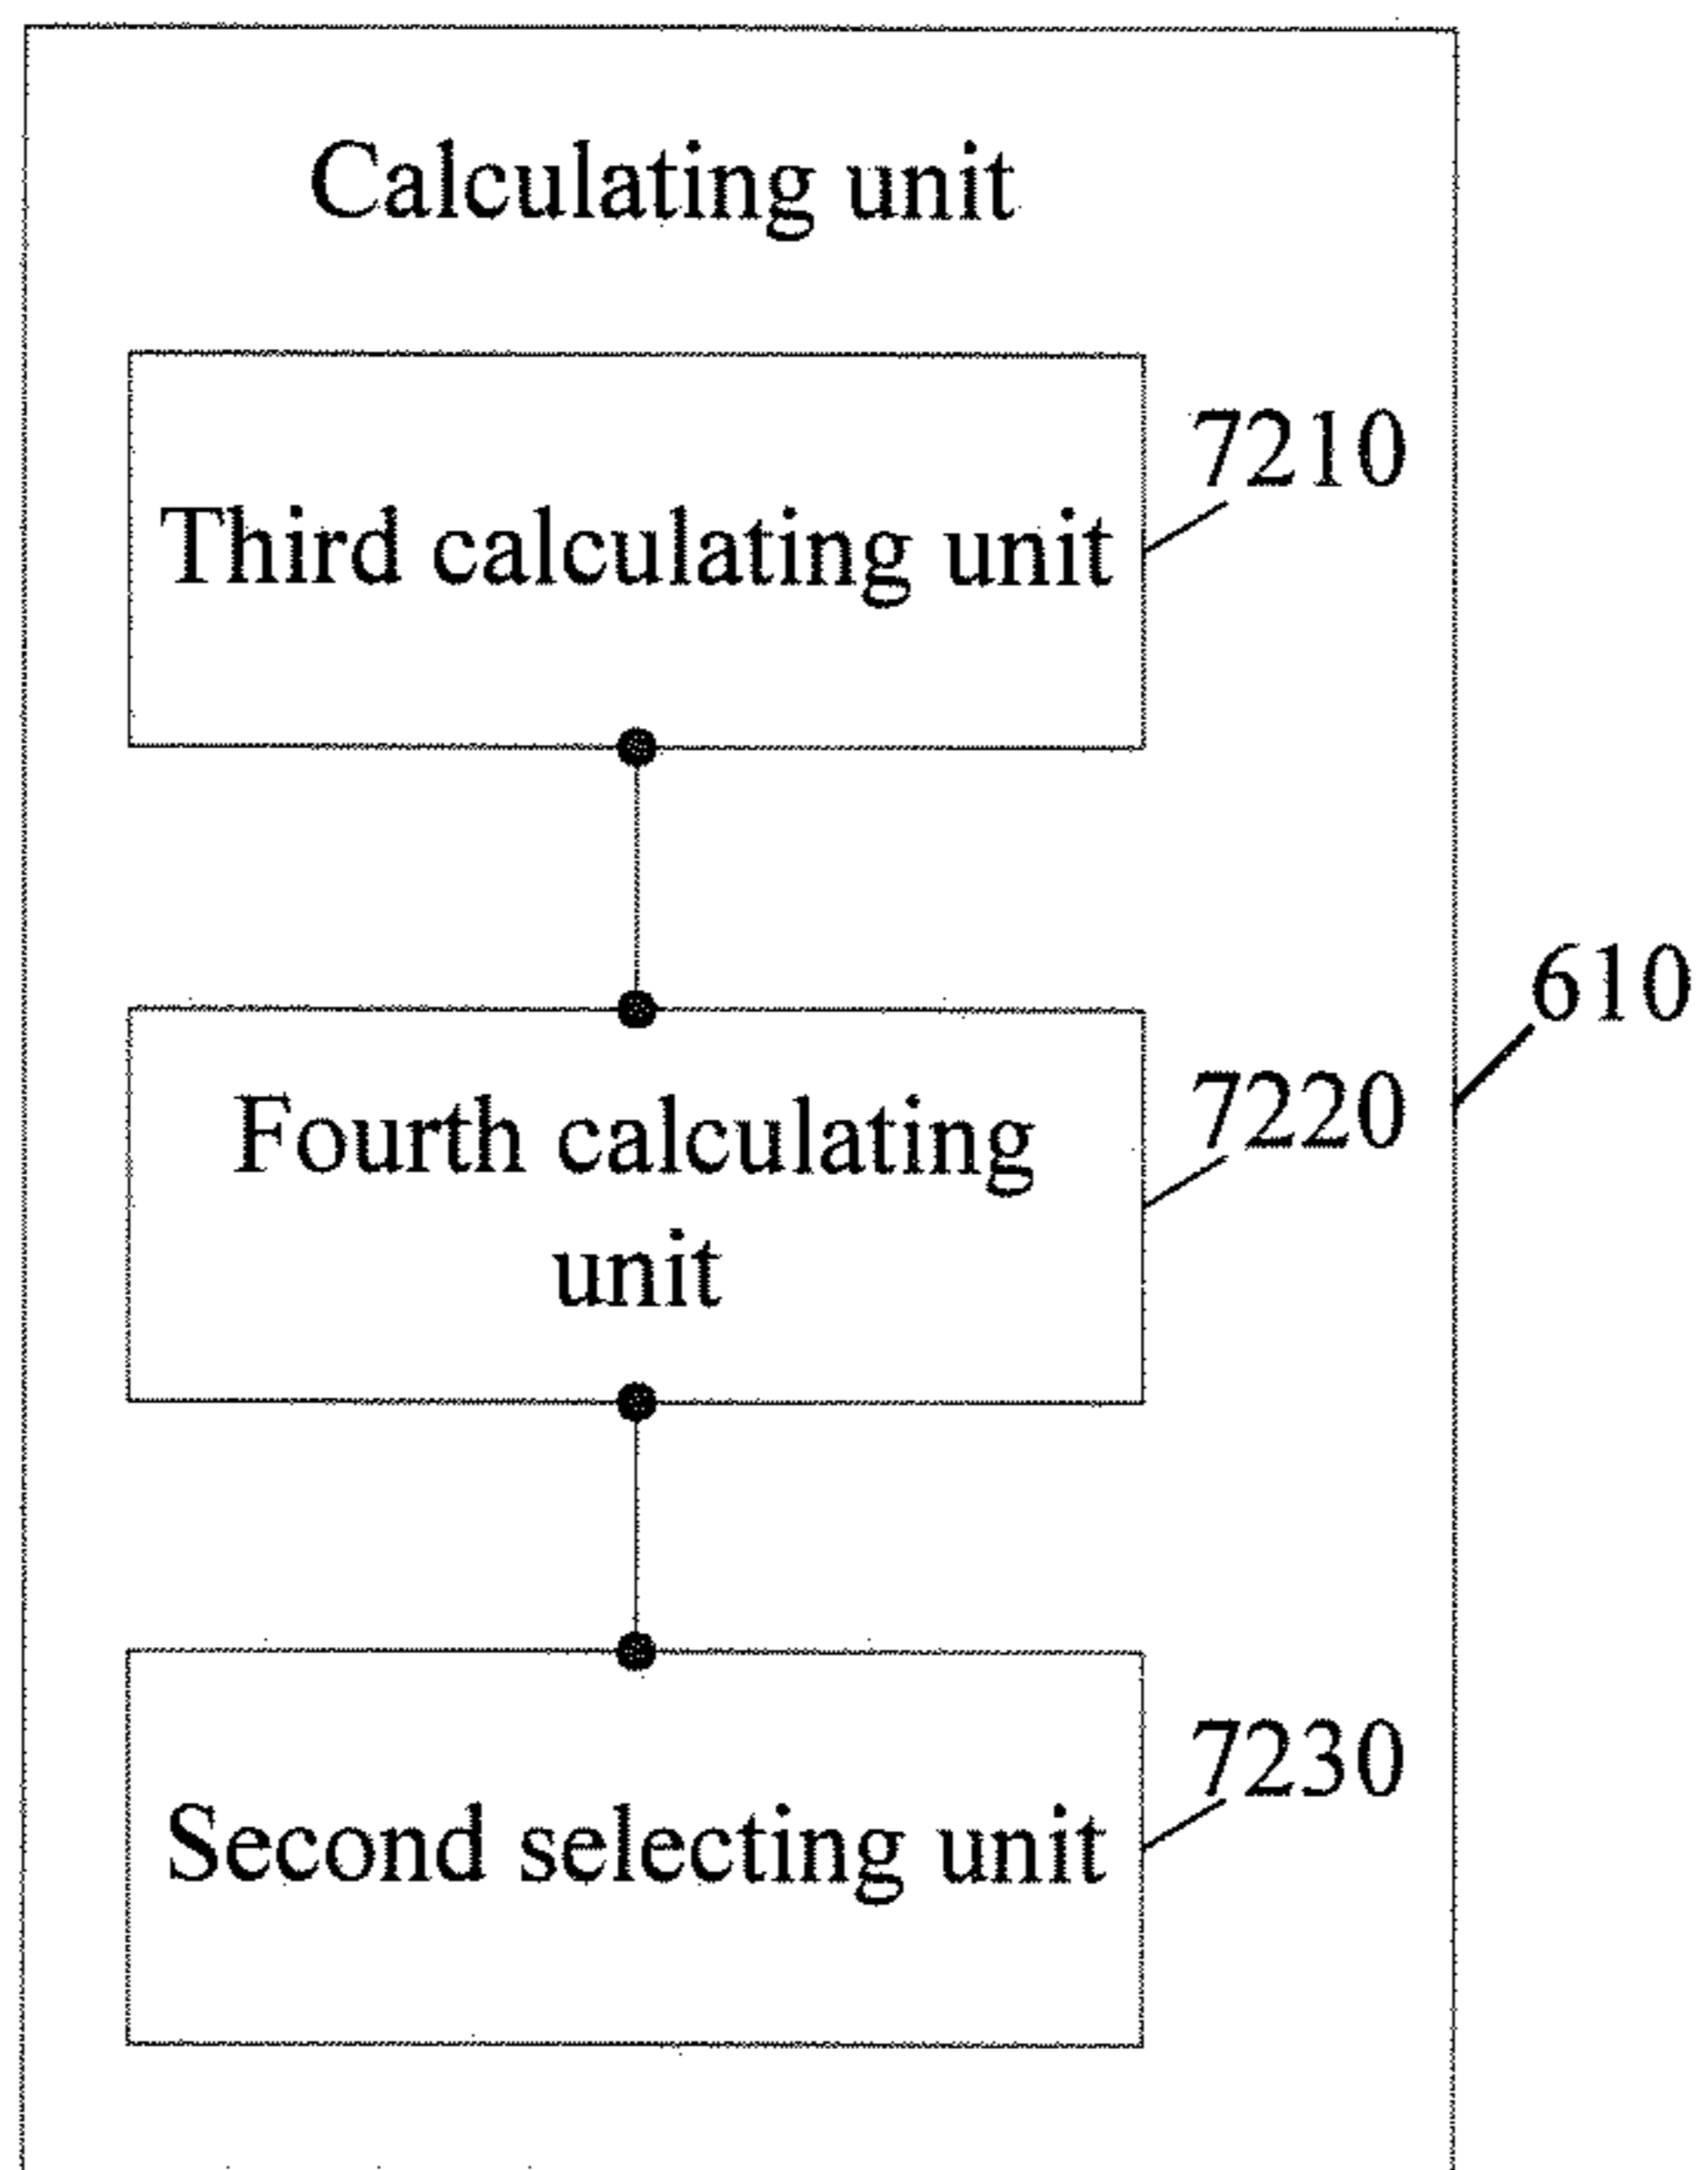 Calculating unit
7210
Third calculating unit
610
7220
Fourth calculating
unit
7230
Second selecting unit